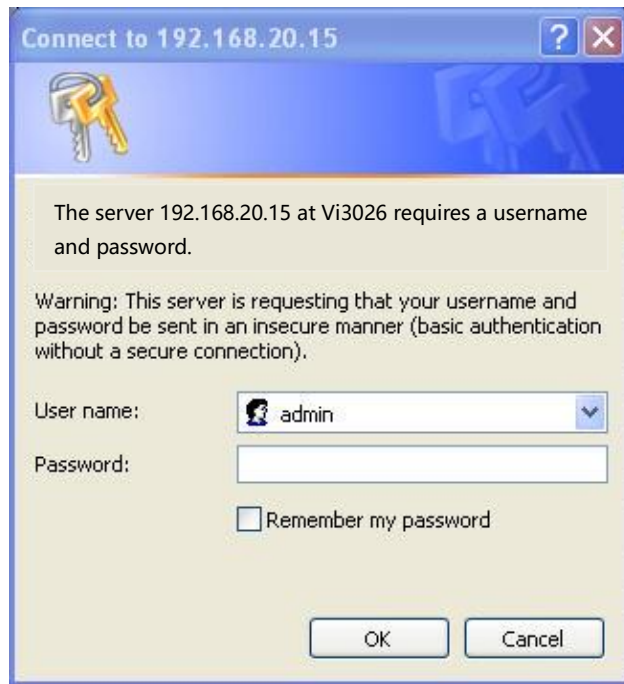 Connect to 192.168.20.15
The server 192.168.20.15 at Vi3026 requires a username
and password.
Warning: This server is requesting that your username and
password be sent in an insecure manner (basic authentication
without a secure connection).
User name:
admin
Password:
Remember my password
OK
Cancel